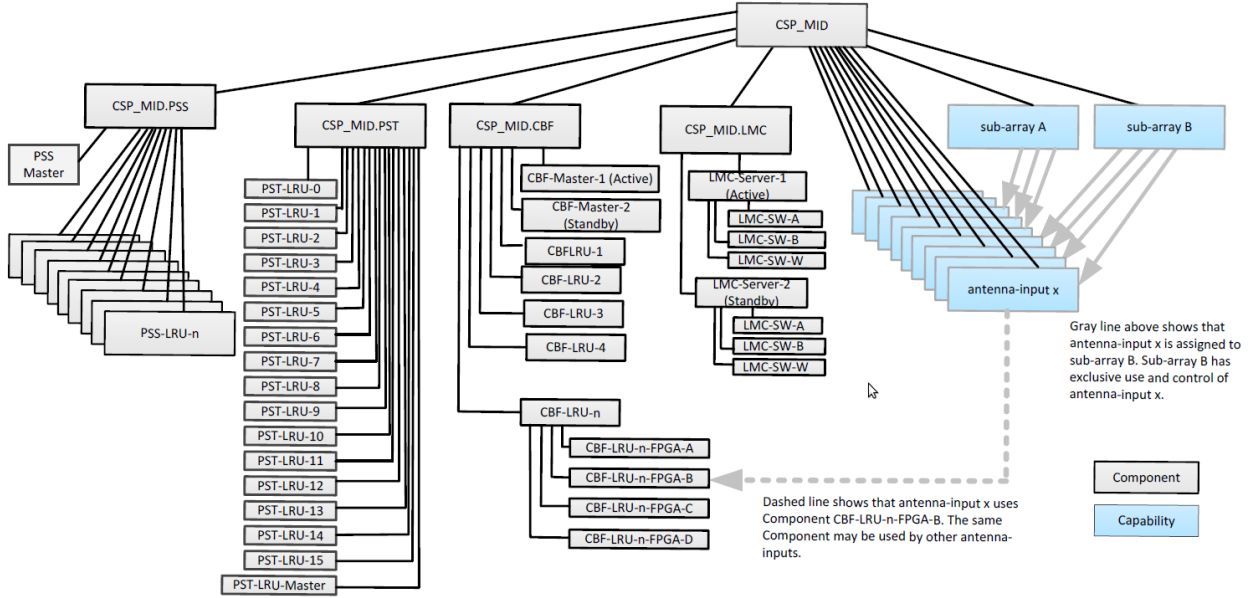 CSP_MID
CSP_MID.PSS
PSS
Master
PSS-LRU-n
CSP_MID.PST
PST-LRU-0
PST-LRU-1
PST-LRU-2
PST-LRU-3
PST-LRU-4
PST-LRU-5
PST-LRU-6
PST-LRU-7
PST-LRU-8
PST-LRU-9
PST-LRU-10
PST-LRU-11
PST-LRU-12
PST-LRU-13
PST-LRU-14
PST-LRU-15
PST-LRU-Master
CSP_MID.CBF
CBF-Master-1 (Active)
CBF-Master-2
(Standby)
CBFLRU-1
CBF-LRU-2
CBF-LRU-3
CBF-LRU-4
CBF-LRU-n
CBF-LRU-n-FPGA-A
CBF-LRU-n-FPGA-B
CBF-LRU-n-FPGA-C
CBF-LRU-n-FPGA-D
CSP_MID.LMC
LMC-Server-1
(Active)
LMC-SW-A
LMC-SW-B
LMC-SW-W
LMC-Server-2
(Standby)
LMC-SW-A
LMC-SW-B
LMC-SW-W
sub-array A
sub-array B
antenna-input x
Gray line above shows that
antenna-input x is assigned to
sub-array B. Sub-array B has
exclusive use and control of
antenna-input x.
Dashed line shows that antenna-input x uses
Component CBF-LRU-n-FPGA-B. The same
Component may be used by other antenna-
inputs.
Component
Capability